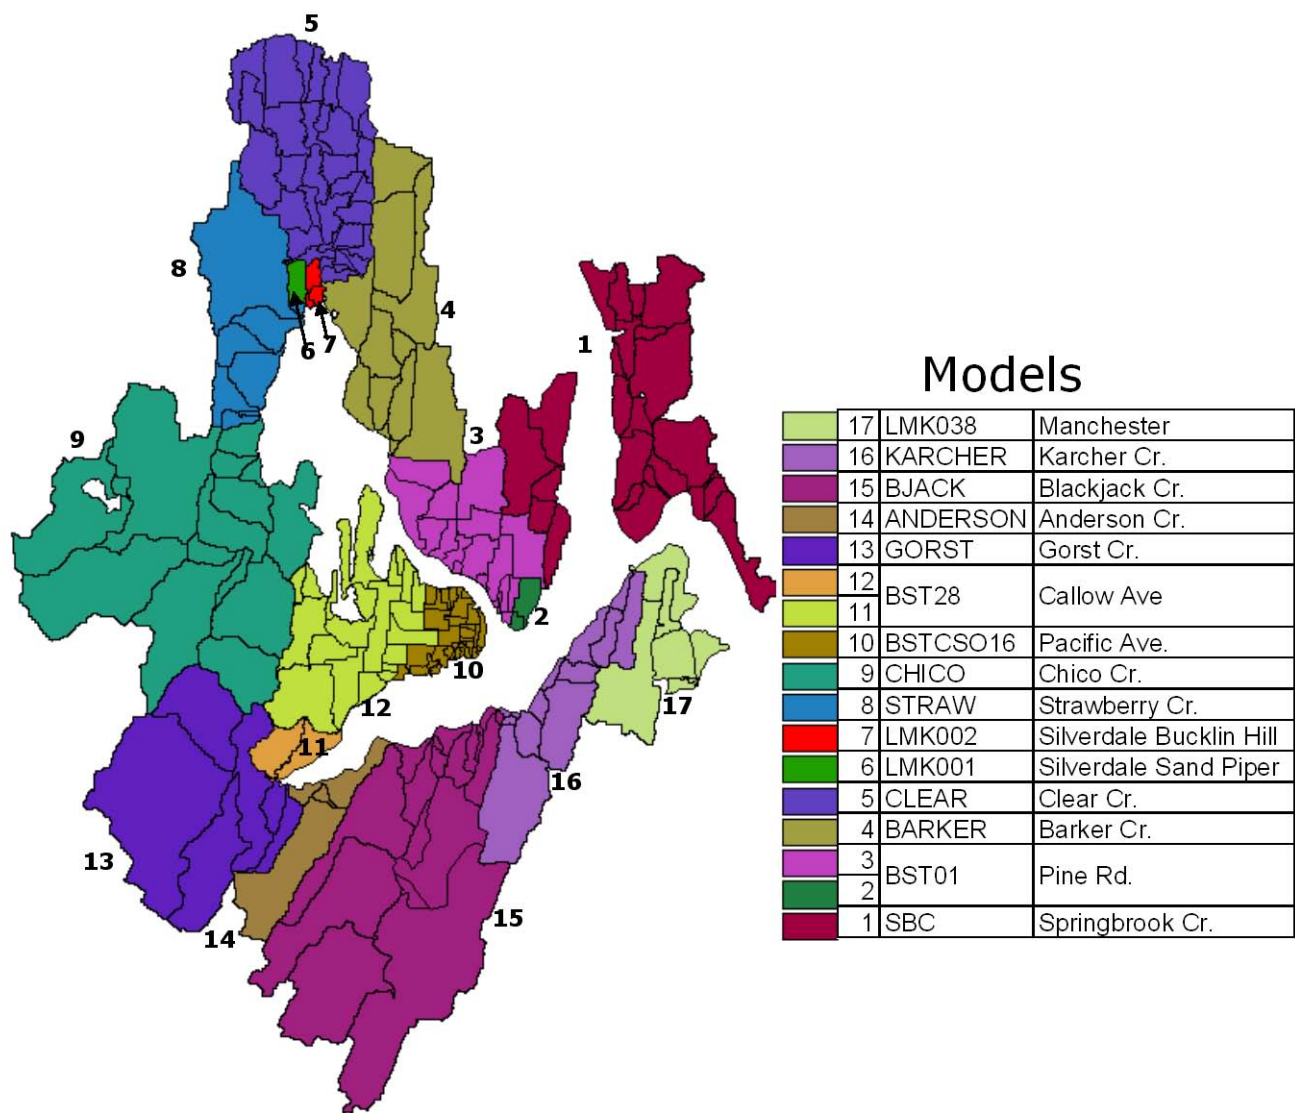 5
8
6
7
4
1
9
3
2
10
12
11
17
16
13
14
15
Models
17 LMK038 Manchester
16 KARCHER Karcher Cr.
15 BJACK Blackjack Cr.
14 ANDERSON Anderson Cr.
13 GORST Gorst Cr.
12
BST28 Callow Ave
11
10 BSTCSO16 Pacific Ave.
9 CHICO Chico Cr.
8 STRAW Strawberry Cr.
7 LMK002 Silverdale Bucklin Hill
6 LMK001 Silverdale Sand Piper
5 CLEAR Clear Cr.
4 BARKER Barker Cr.
3
BST01 Pine Rd.
2
1 SBC Springbrook Cr.